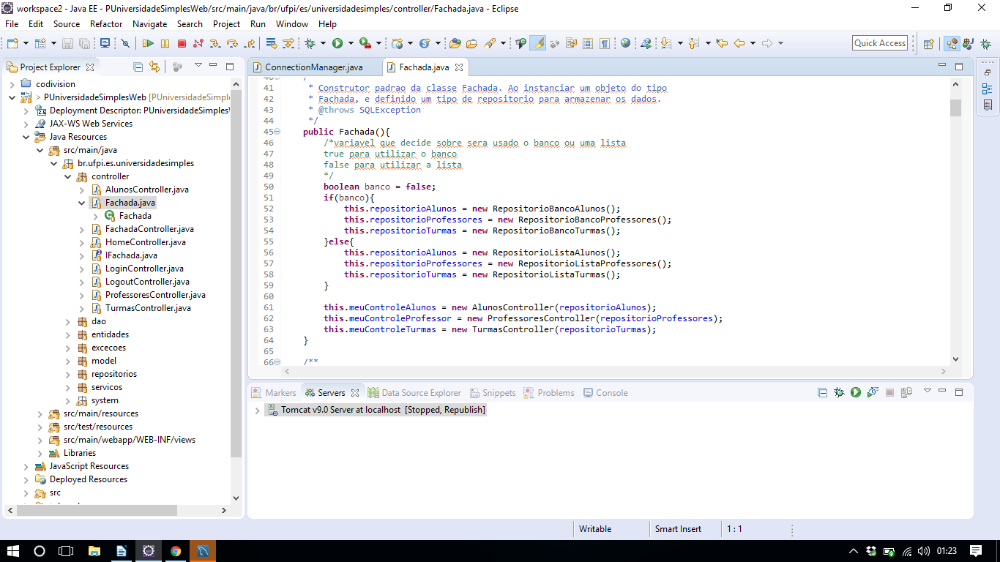 workspace2 - Java EE - PUniversidadeSimplesWeb/src/main/java/br/ufpi/es/universidadesimples/controller/Fachada.java - Eclipse
File Edit Source Refactor Navigate Search Project Run Window Help
Quick Access
Project Explorer
codivision
> PUniversidadeSimplesWeb [PUniversidadeSimpl
Deployment Descriptor: PUniversidadeSimplesW
JAX-WS Web Services
Java Resources
src/main/java
br.ufpi.es.universidadesimples
controller
AlunosController.java
Fachada.java
Fachada
FachadaController.java
HomeController.java
IFachada.java
LoginController.java
LogoutController.java
ProfessoresController.java
TurmasController.java
dao
entidades
excecoes
model
repositorios
servicos
system
src/main/resources
src/test/resources
src/main/webapp/WEB-INF/views
Libraries
JavaScript Resources
Deployed Resources
src
ConnectionManager.java Fachada.java
41 * Construtor padrao da classe Fachada. Ao instanciar um objeto do tipo
42 * Fachada, e definido um tipo de repositorio para armazenar os dados.
43 * @throws SQLException
44 */
45 public Fachada(){
46 /*variavel que decide sobre sera usado o banco ou uma lista
47 true para utilizar o banco
48 false para utilizar a lista
49 */
50 boolean banco = false;
51 if(banco){
52 this.repositorioAlunos = new RepositorioBancoAlunos();
53 this.repositorioProfessores = new RepositorioBancoProfessores();
54 this.repositorioTurmas = new RepositorioBancoTurmas();
55 }else{
56 this.repositorioAlunos = new RepositorioListaAlunos();
57 this.repositorioProfessores = new RepositorioListaProfessores();
58 this.repositorioTurmas = new RepositorioListaTurmas();
59 }
60
61 this.meuControleAlunos = new AlunosController(repositorioAlunos);
62 this.meuControleProfessor = new ProfessoresController(repositorioProfessores);
63 this.meuControleTurmas = new TurmasController(repositorioTurmas);
64 }
65
66 /**
Markers Servers Data Source Explorer Snippets Problems Console
Tomcat v9.0 Server at localhost [Stopped, Republish]
Writable Smart Insert 1 : 1
01:23